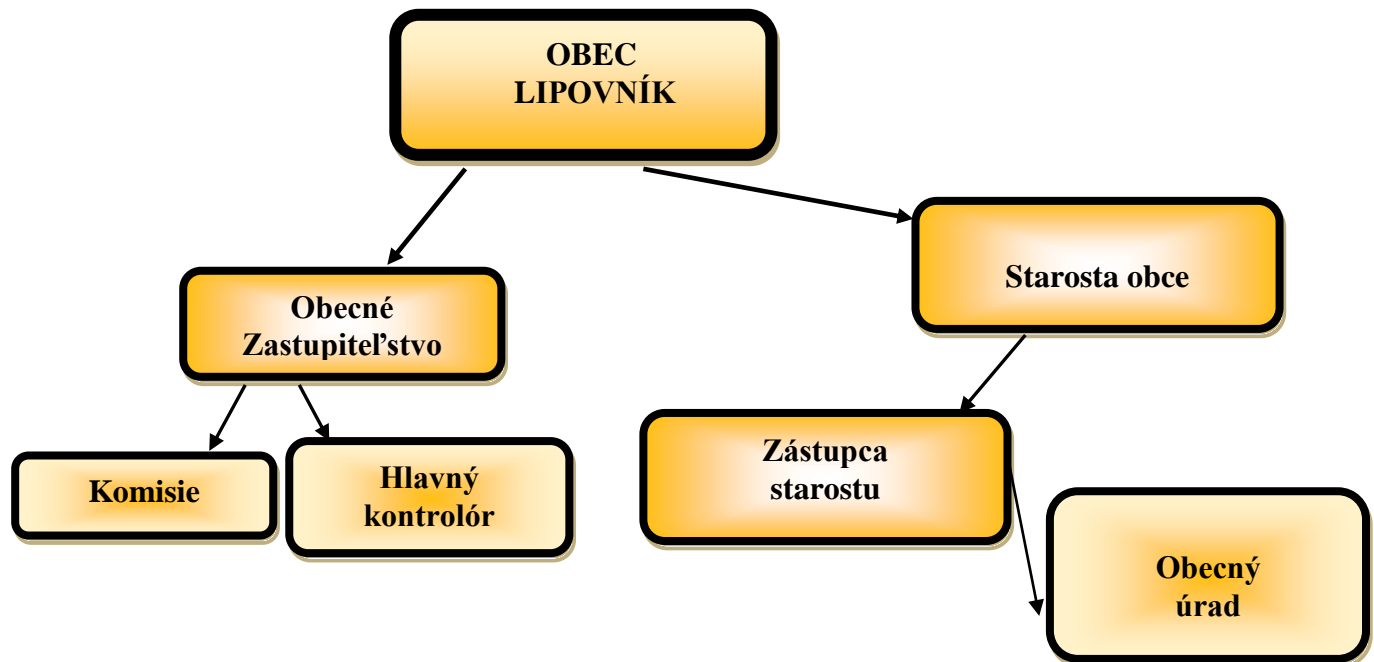 OBEC
LIPOVNÍK
Starosta obce
Obecné
Zastupiteľstvo
Zástupca
starostu
Komisie
Hlavný
kontrolór
Obecný
úrad